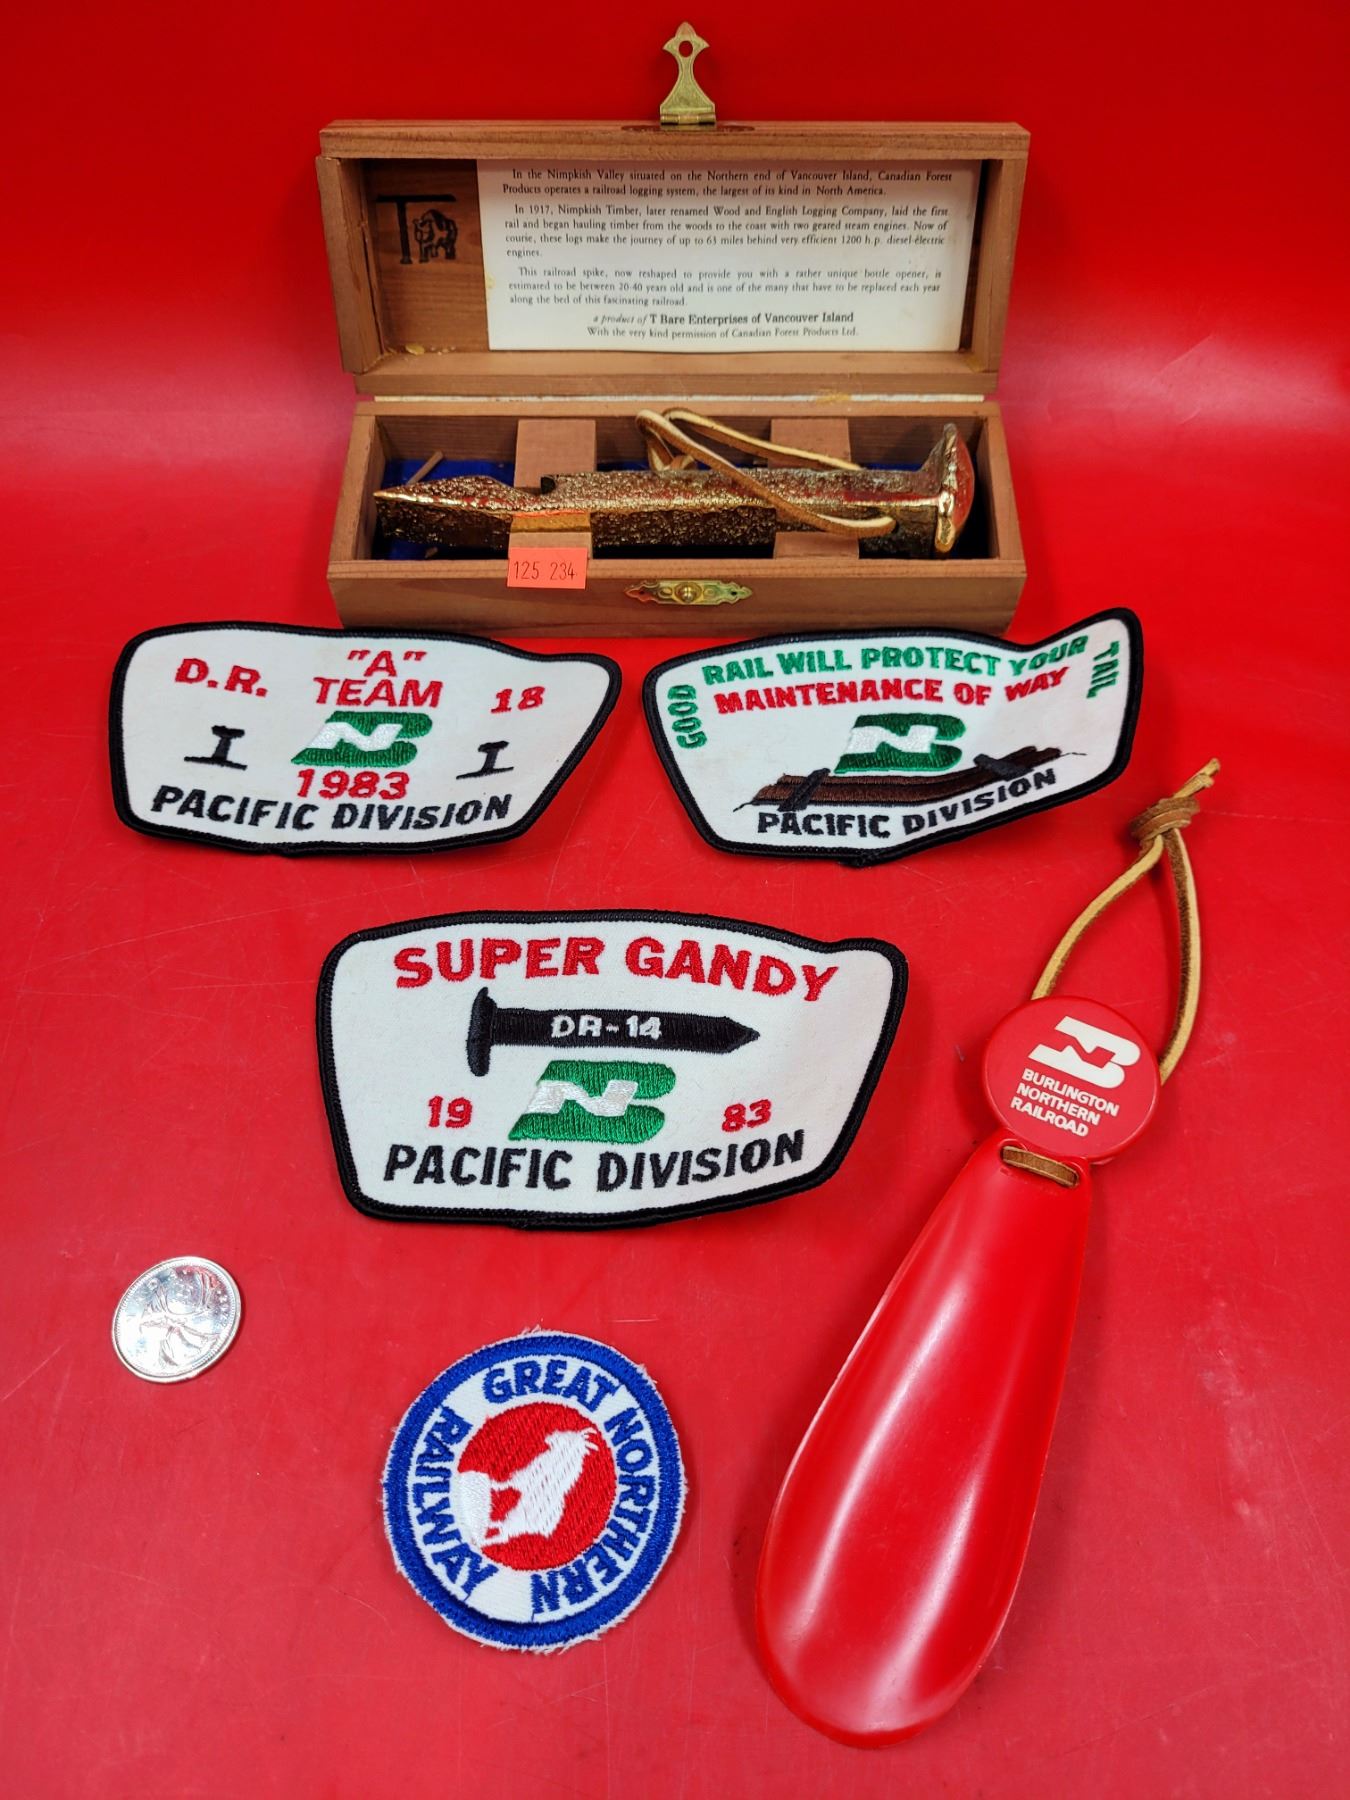 In the Nimpkish Valley situated on the Northern end of Vancouver Island, Canadian Forest
Products operates a railroad logging system, the largest of its kind in North America.
In 1917, Nimpkish Timber, later renamed Wood and English Logging Company, laid the first
rail and began hauling timber from the woods to the coast with two geared steam engines. Now of
course, these logs make the journey of up to 63 miles behind very efficient 1200 h.p. diesel-electric
engines.
This railroad spike, now reshaped to provide you with a rather unique bottle opener, is
estimated to be between 20-40 years old and is one of the many that have to be replaced each year
along the bed of this fascinating railroad.
a product of T Bare Enterprises of Vancouver Island
With the very kind permission of Canadian Forest Products Ltd.
T
125 234
D.R. "A" 18
TEAM
BN
1983
PACIFIC DIVISION
GOOD RAIL WILL PROTECT YOUR TAIL
MAINTENANCE OF WAY
BN
PACIFIC DIVISION
SUPER GANDY
DR-14
19 BN 83
PACIFIC DIVISION
BN
BURLINGTON
NORTHERN
RAILROAD
GREAT NORTHERN
RAILWAY